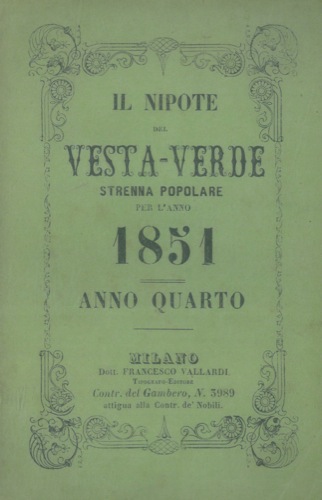 IL NIPOTE
DEL
VESTA-VERDE
STRENNA POPOLARE
PER L'ANNO
1851
ANNO QUARTO
MILANO
Dott. FRANCESCO VALLARDI
TIPOGRAFO-EDITORE
Contr. del Gambero, N. 3989
attigua alla Contr. de' Nobili.